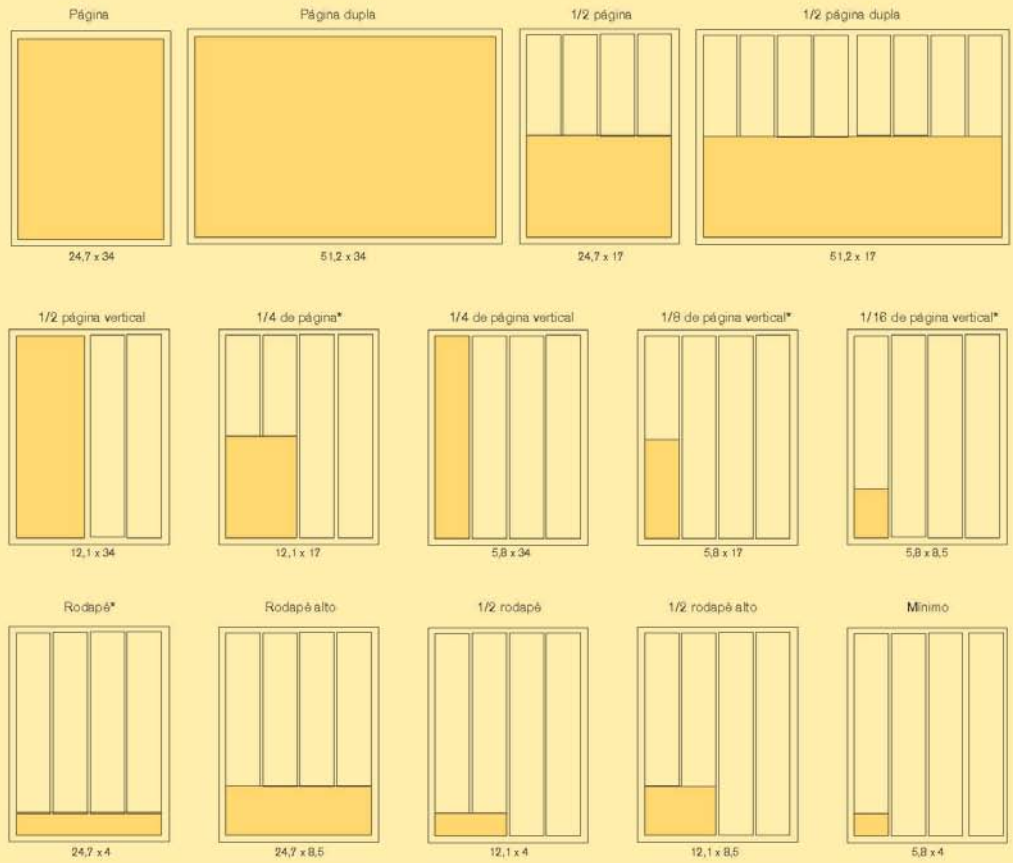 Página
Página dupla
1/2 página
1/2 página dupla
24,7 x 34
51,2 x 34
24,7 x 17
51,2 x 17
1/2 página vertical
1/4 de página*
1/4 de página vertical
1/8 de página vertical*
1/16 de página vertical*
12,1 x 34
12,1 x 17
5,8 x 34
5,8 x 17
5,8 x 8,5
Rodapé*
Rodapé alto
1/2 rodapé
1/2 rodapé alto
Mínimo
24,7 x 4
24,7 x 8,5
12,1 x 4
12,1 x 8,5
5,8 x 4